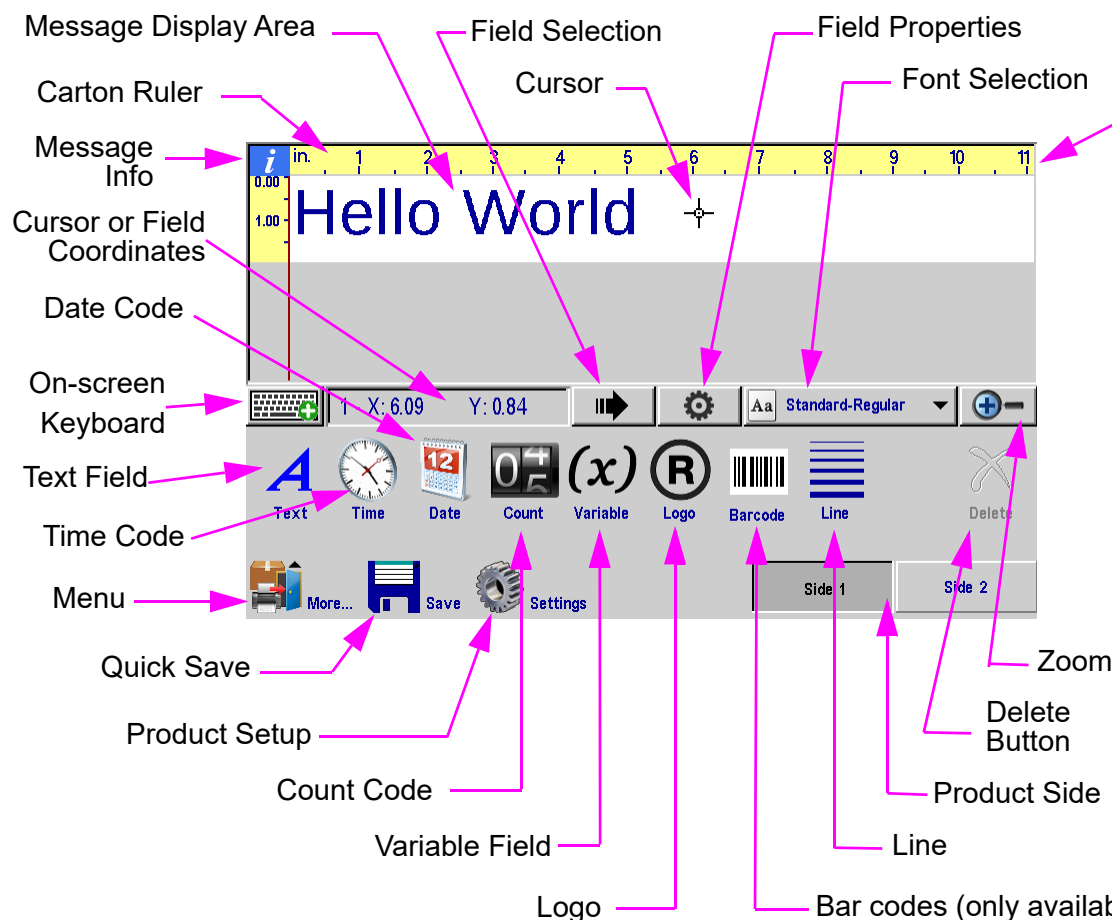 Message Display Area
Field Selection
Field Properties
Carton Ruler
Cursor
Font Selection
Message
Info
i in. 1 2 3 4 5 6 7 8 9 10 11
0.00
1.00
Hello World
Cursor or Field
Coordinates
Date Code
On-screen
Keyboard
1 - X: 6.09 Y: 0.84
Aa Standard-Regular
Text Field
12
A
(x)
R
Text Time Date Count Variable Logo Barcode Line Delete
Time Code
Menu
More... Save Settings
Side 1 Side 2
Quick Save
Zoom
Product Setup
Delete
Button
Count Code
Product Side
Variable Field
Line
Logo
Bar codes (only